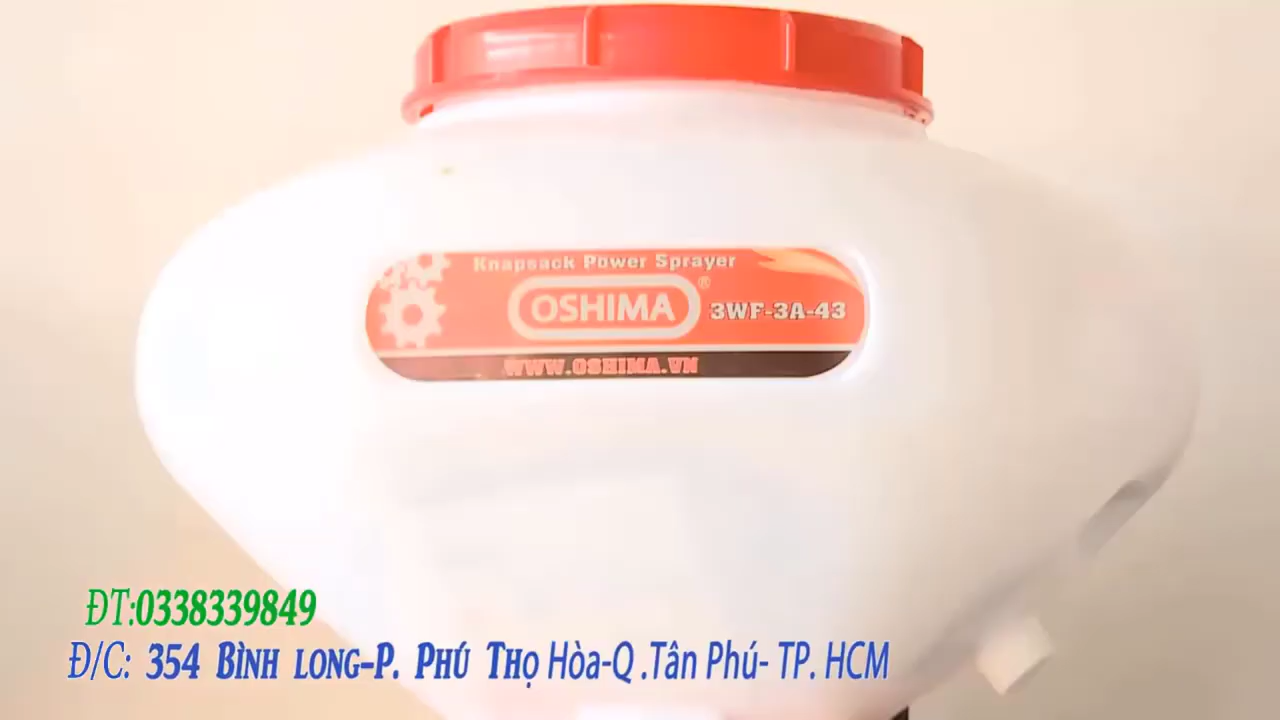 Knapsack Power Sprayer
OSHIMA® 3WF-3A-43
WWW.OSHIMA.VN
ĐT:0338339849
Đ/C: 354 BÌNH LONG-P. PHÚ THỌ HÒA-Q .Tân Phú- TP. HCM